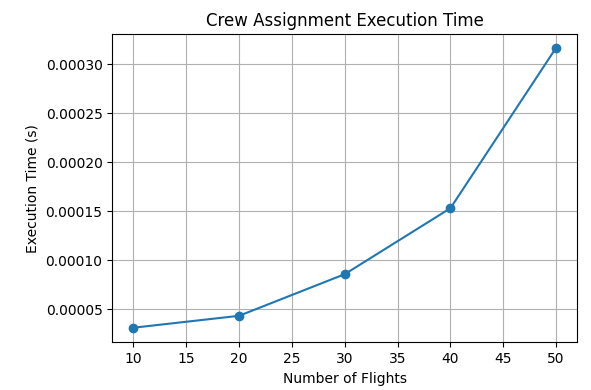 Crew Assignment Execution Time
Execution Time (s)
0.00030
0.00025
0.00020
0.00015
0.00010
0.00005
10 15 20 25 30 35 40 45 50
Number of Flights